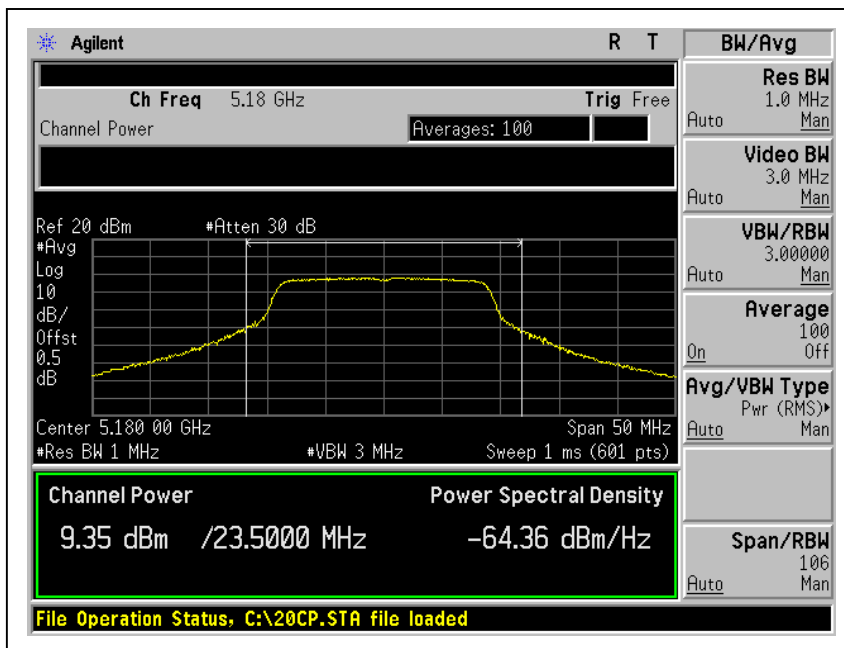 Agilent R T
BW/Avg
Ch Freq 5.18 GHz Trig Free
Channel Power Averages: 100
Ref 20 dBm #Atten 30 dB
#Avg
Log
10
dB/
Offst
0.5
dB
Center 5.180 00 GHz Span 50 MHz
#Res BW 1 MHz #VBW 3 MHz Sweep 1 ms (601 pts)
Channel Power Power Spectral Density
9.35 dBm /23.5000 MHz -64.36 dBm/Hz
File Operation Status, C:\20CP.STA file loaded
Res BW
1.0 MHz
Auto Man
Video BW
3.0 MHz
Auto Man
VBW/RBW
3.00000
Auto Man
Average
100
On Off
Avg/VBW Type
Pwr (RMS)▸
Auto Man
Span/RBW
106
Auto Man